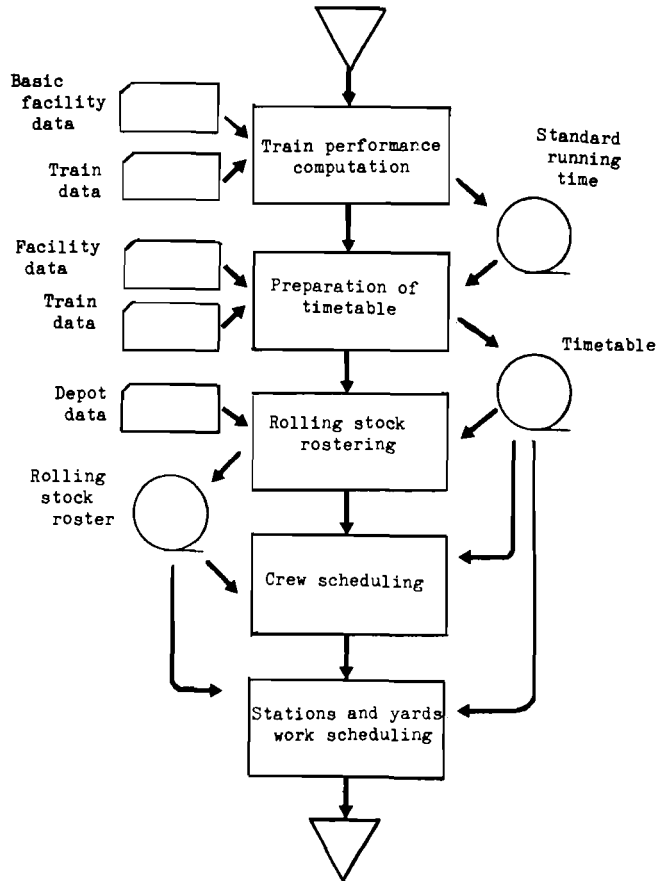 Basic
facility
data
Train performance
computation
Standard
running
time
Train
data
Facility
data
Preparation of
timetable
Train
data
Timetable
Depot
data
Rolling stock
rostering
Rolling
stock
roster
Crew scheduling
Stations and yards
work scheduling